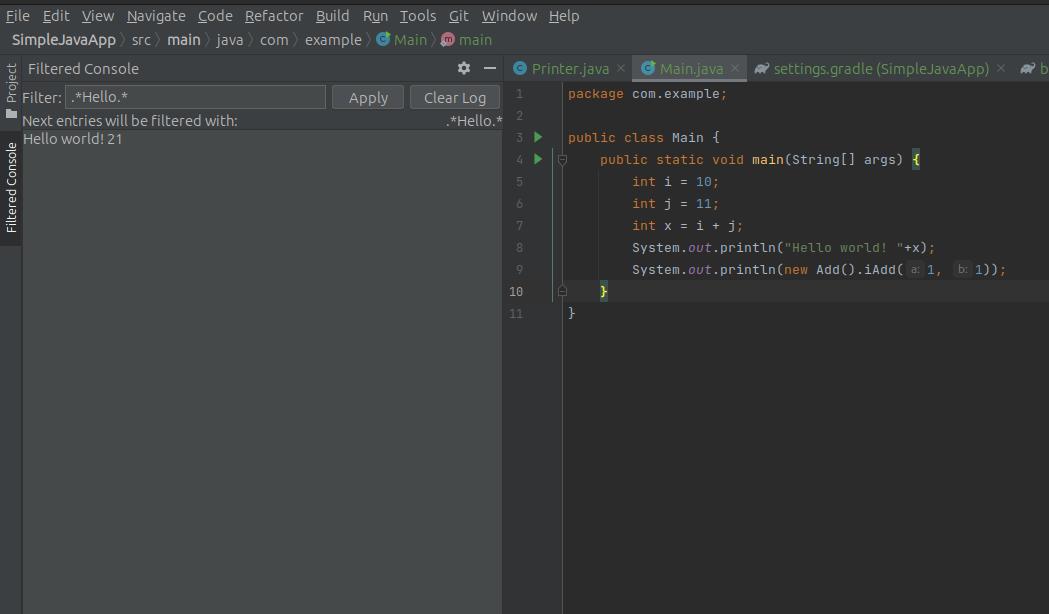 File Edit View Navigate Code Refactor Build Run Tools Git Window Help
SimpleJavaApp src main java com example Main main
Project
Filtered Console
Filtered Console
Filter: .*Hello.* Apply Clear Log
Next entries will be filtered with: .*Hello.*
Hello world! 21
Printer.java Main.java settings.gradle (SimpleJavaApp) b
1 package com.example;
2
3 public class Main {
4 public static void main(String[] args) {
5 int i = 10;
6 int j = 11;
7 int x = i + j;
8 System.out.println("Hello world! "+x);
9 System.out.println(new Add().iAdd( a: 1, b: 1));
10 }
11 }